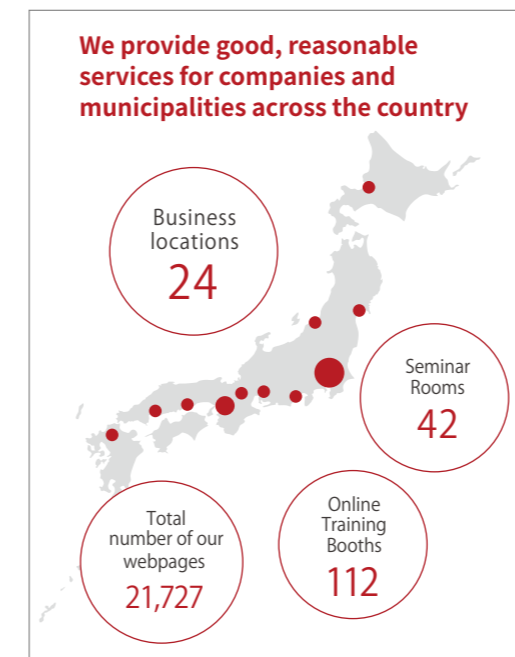 We provide good, reasonable
services for companies and
municipalities across the country
Business
locations
24
Seminar
Rooms
42
Total
number of our
webpages
21,727
Online
Training
Booths
112